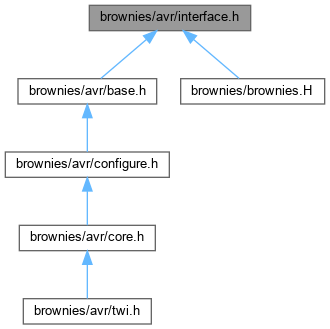 brownies/avr/interface.h
brownies/avr/base.h
brownies/brownies.H
brownies/avr/configure.h
brownies/avr/core.h
brownies/avr/twi.h